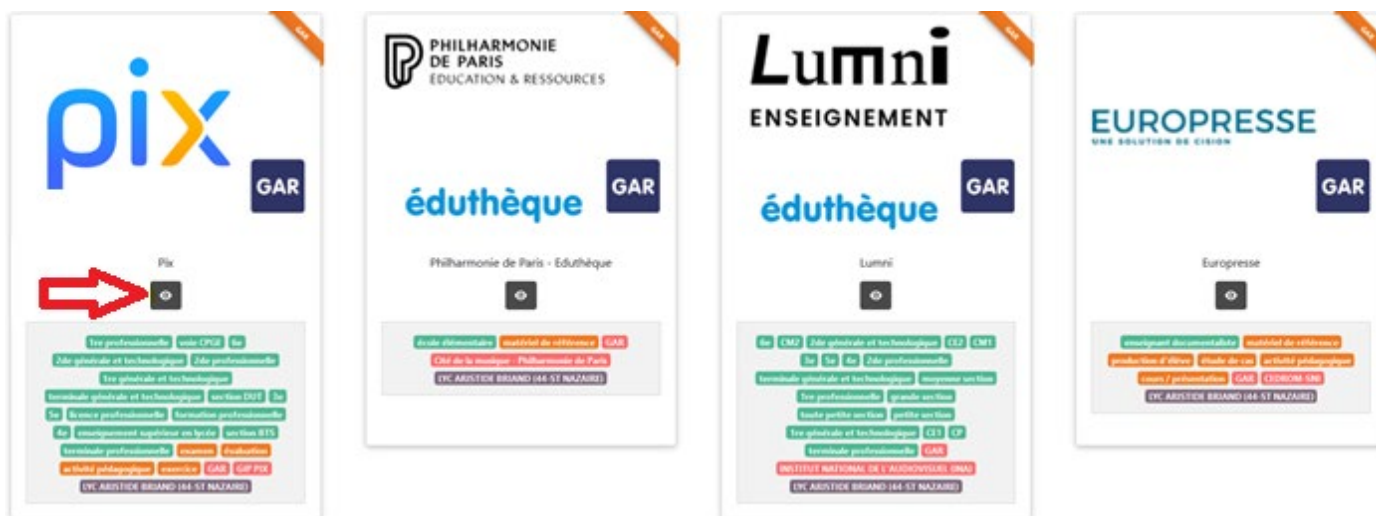 GAR
pix
GAR
Pix
1re professionnelle voie CPGE 6e
2de générale et technologique 2de professionnelle
1re générale et technologique
terminale générale et technologique section DUT 3e
5e licence professionnelle formation professionnelle
4e enseignement supérieur en lycée section BTS
terminale professionnelle examen évaluation
activité pédagogique exercice GAR GIP PIX
LYC ARISTIDE BRIAND (44-ST NAZAIRE)
GAR
PHILHARMONIE
DE PARIS
EDUCATION & RESSOURCES
éduthèque
GAR
Philharmonie de Paris - Eduthèque
école élémentaire matériel de référence GAR
Cité de la musique - Philharmonie de Paris
LYC ARISTIDE BRIAND (44-ST NAZAIRE)
GAR
Lumni
ENSEIGNEMENT
éduthèque
GAR
Lumni
6e CM2 2de générale et technologique CE2 CM1
3e 5e 4e 2de professionnelle
terminale générale et technologique moyenne section
1re professionnelle grande section
toute petite section petite section
1re générale et technologique CE1 CP
terminale professionnelle GAR
INSTITUT NATIONAL DE L'AUDIOVISUEL (INA)
LYC ARISTIDE BRIAND (44-ST NAZAIRE)
GAR
EUROPRESSE
UNE SOLUTION DE CISION
GAR
Europresse
enseignant documentaliste matériel de référence
production d'élève étude de cas activité pédagogique
cours / présentation GAR CEDROM-SNI
LYC ARISTIDE BRIAND (44-ST NAZAIRE)